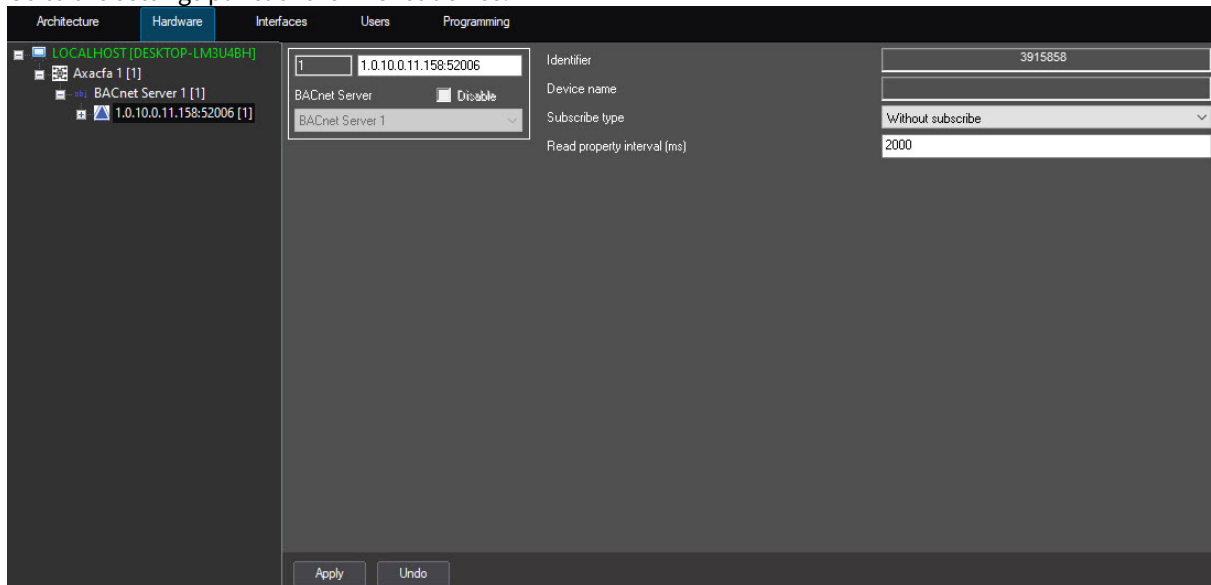 Architecture Hardware Interfaces Users Programming
LOCALHOST [DESKTOP-LM3U4BH]
Axacfa 1 [1]
BACnet Server 1 [1]
1.0.10.0.11.158:52006 [1]
1 1.0.10.0.11.158:52006
BACnet Server Disable
BACnet Server 1
Identifier 3915858
Device name
Subscribe type Without subscribe
Read property interval (ms) 2000
Apply Undo